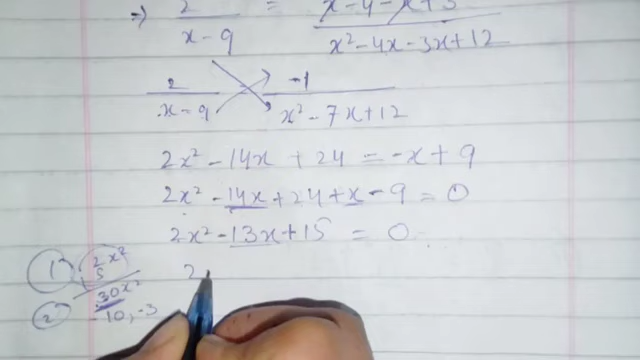 ⇒ 2 / x-9 = x-4-x+3 / x²-4x-3x+12
2 / x-9 -1 / x²-7x+12
2x²-14x+24=-x+9
2x²-14x+24+x-9=0
2x²-13x+15=0
1) 2x²
5
2) 30x²
-10,-3
2